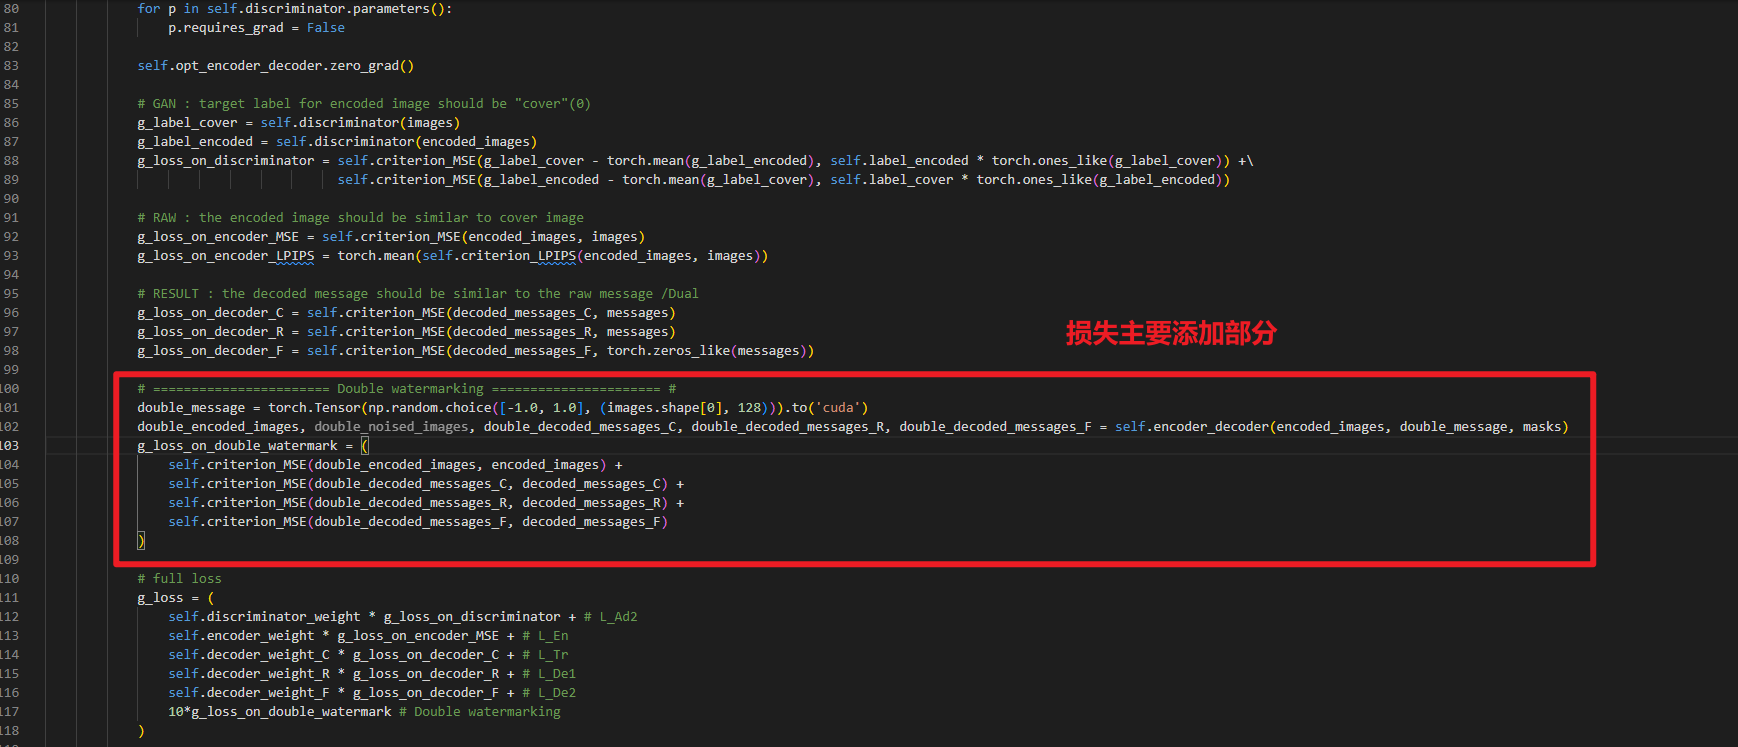 80 for p in self.discriminator.parameters():
81 p.requires_grad = False
82
83 self.opt_encoder_decoder.zero_grad()
84
85 # GAN : target label for encoded image should be "cover"(0)
86 g_label_cover = self.discriminator(images)
87 g_label_encoded = self.discriminator(encoded_images)
88 g_loss_on_discriminator = self.criterion_MSE(g_label_cover - torch.mean(g_label_encoded), self.label_encoded * torch.ones_like(g_label_cover)) +\
89 self.criterion_MSE(g_label_encoded - torch.mean(g_label_cover), self.label_cover * torch.ones_like(g_label_encoded))
90
91 # RAW : the encoded image should be similar to cover image
92 g_loss_on_encoder_MSE = self.criterion_MSE(encoded_images, images)
93 g_loss_on_encoder_LPIPS = torch.mean(self.criterion_LPIPS(encoded_images, images))
94
95 # RESULT : the decoded message should be similar to the raw message /Dual
96 g_loss_on_decoder_C = self.criterion_MSE(decoded_messages_C, messages)
97 g_loss_on_decoder_R = self.criterion_MSE(decoded_messages_R, messages)
损失主要添加部分
98 g_loss_on_decoder_F = self.criterion_MSE(decoded_messages_F, torch.zeros_like(messages))
99
100 # ======================= Double watermarking ====================== #
101 double_message = torch.Tensor(np.random.choice([-1.0, 1.0], (images.shape[0], 128))).to('cuda')
102 double_encoded_images, double_noised_images, double_decoded_messages_C, double_decoded_messages_R, double_decoded_messages_F = self.encoder_decoder(encoded_images, double_message, masks)
103 g_loss_on_double_watermark = (
104 self.criterion_MSE(double_encoded_images, encoded_images) +
105 self.criterion_MSE(double_decoded_messages_C, decoded_messages_C) +
106 self.criterion_MSE(double_decoded_messages_R, decoded_messages_R) +
107 self.criterion_MSE(double_decoded_messages_F, decoded_messages_F)
108 )
109
110 # full loss
111 g_loss = (
112 self.discriminator_weight * g_loss_on_discriminator + # L_Ad2
113 self.encoder_weight * g_loss_on_encoder_MSE + # L_En
114 self.decoder_weight_C * g_loss_on_decoder_C + # L_Tr
115 self.decoder_weight_R * g_loss_on_decoder_R + # L_De1
116 self.decoder_weight_F * g_loss_on_decoder_F + # L_De2
117 10*g_loss_on_double_watermark # Double watermarking
118 )